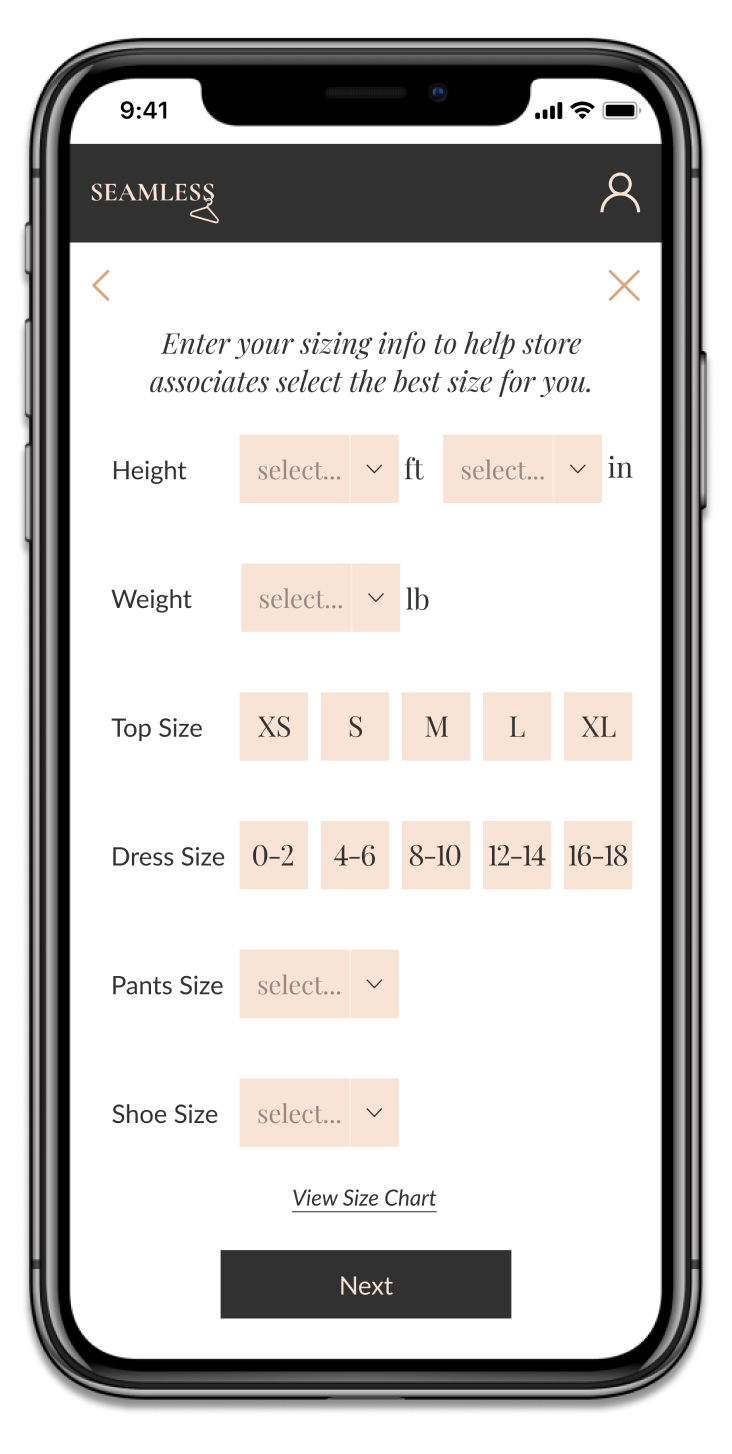 9:41
SEAMLESS
Enter your sizing info to help store
associates select the best size for you.
Height select... ft select... in
Weight select... lb
Top Size XS S M L XL
Dress Size 0-2 4-6 8-10 12-14 16-18
Pants Size select...
Shoe Size select...
View Size Chart
Next